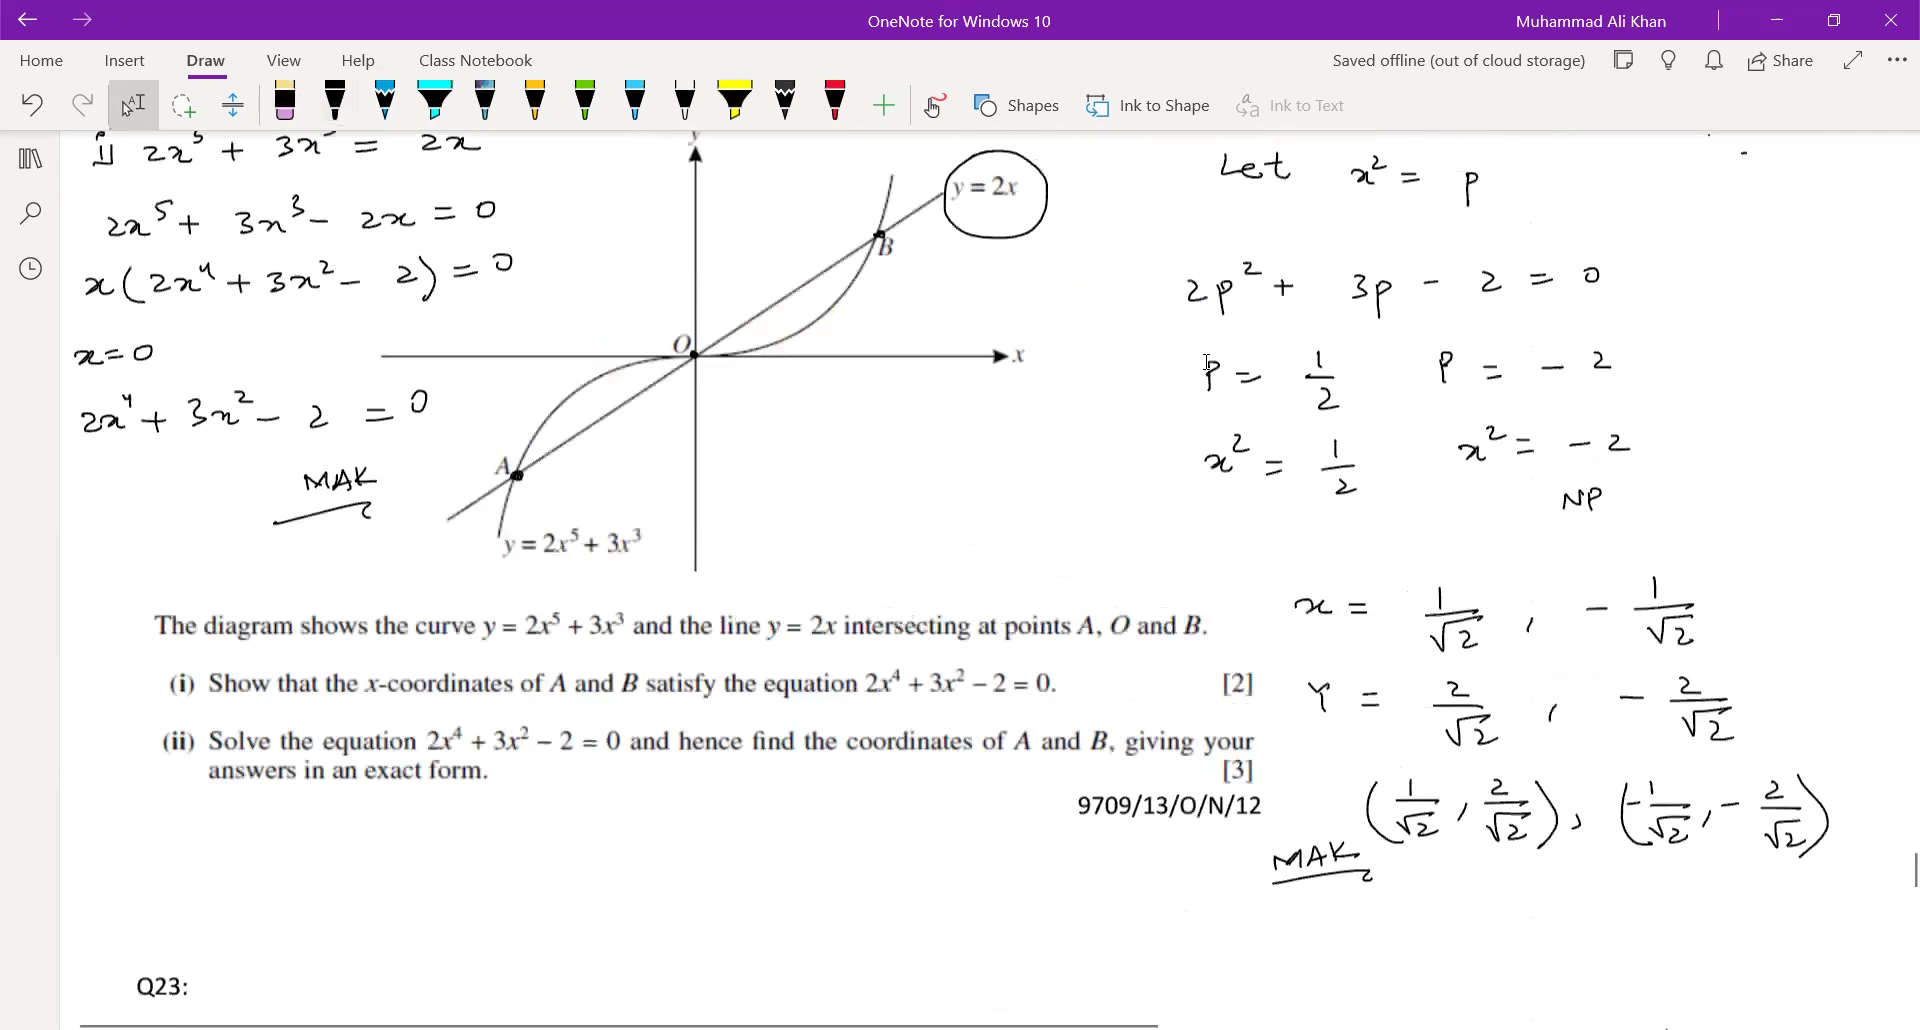 OneNote for Windows 10
Muhammad Ali Khan
Home Insert Draw View Help Class Notebook
Saved offline (out of cloud storage) Share
Shapes Ink to Shape Ink to Text
2x⁵ + 3x³ = 2x
2x⁵ + 3x³ - 2x = 0
x(2x⁴ + 3x² - 2) = 0
x = 0
2x⁴ + 3x² - 2 = 0
MAK
y
y = 2x
B
O
x
A
y = 2x⁵ + 3x³
Let x² = p
2p² + 3p - 2 = 0
P = 1/2 P = - 2
x² = 1/2 x² = - 2
NP
x = 1/√2 , - 1/√2
Y = 2/√2 , - 2/√2
(1/√2 , 2/√2) , (-1/√2 , - 2/√2)
MAK
The diagram shows the curve y = 2x⁵ + 3x³ and the line y = 2x intersecting at points A, O and B.
(i) Show that the x-coordinates of A and B satisfy the equation 2x⁴ + 3x² − 2 = 0. [2]
(ii) Solve the equation 2x⁴ + 3x² − 2 = 0 and hence find the coordinates of A and B, giving your
answers in an exact form. [3]
9709/13/O/N/12
Q23: